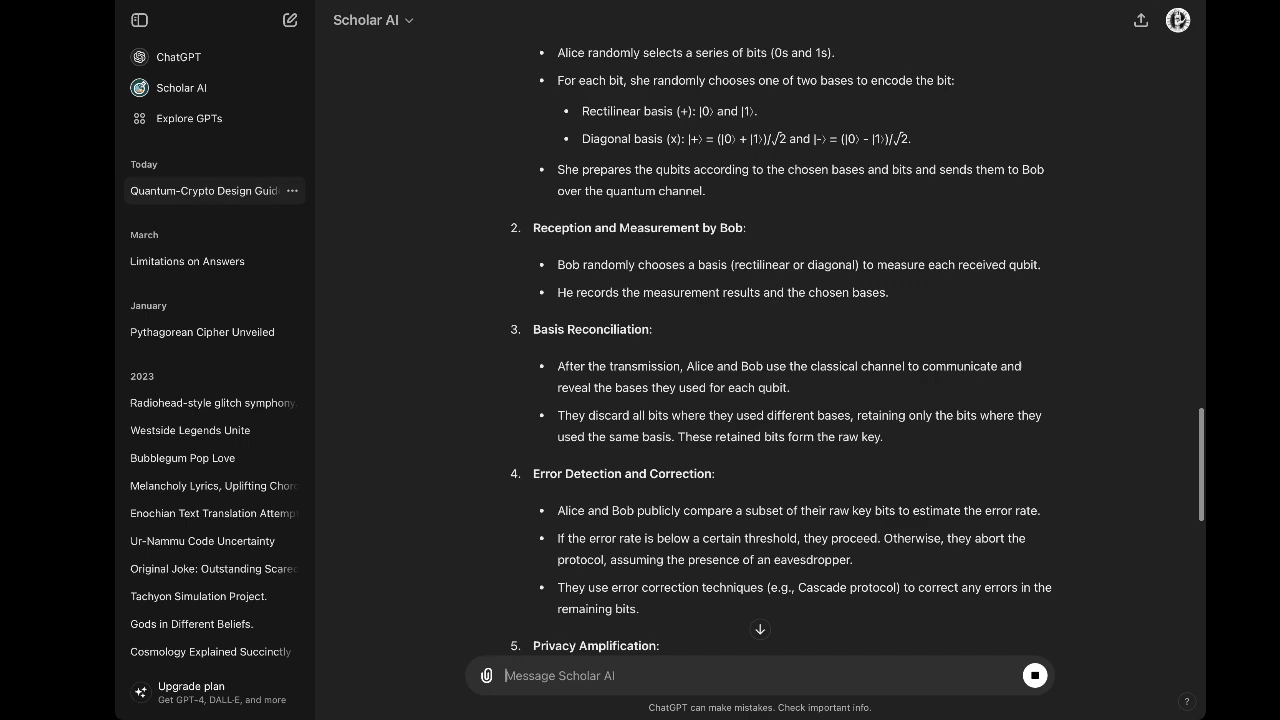 ChatGPT
Scholar AI
Explore GPTs
Today
Quantum-Crypto Design Guid
March
Limitations on Answers
January
Pythagorean Cipher Unveiled
2023
Radiohead-style glitch symphony.
Westside Legends Unite
Bubblegum Pop Love
Melancholy Lyrics, Uplifting Chor
Enochian Text Translation Attemp
Ur-Nammu Code Uncertainty
Original Joke: Outstanding Scare
Tachyon Simulation Project.
Gods in Different Beliefs.
Cosmology Explained Succinctly
Upgrade plan
Get GPT-4, DALL·E, and more
Scholar AI
• Alice randomly selects a series of bits (0s and 1s).
• For each bit, she randomly chooses one of two bases to encode the bit:
• Rectilinear basis (+): |0⟩ and |1⟩.
• Diagonal basis (x): |+⟩ = (|0⟩ + |1⟩)/√2 and |-⟩ = (|0⟩ - |1⟩)/√2.
• She prepares the qubits according to the chosen bases and bits and sends them to Bob
over the quantum channel.
2. Reception and Measurement by Bob:
• Bob randomly chooses a basis (rectilinear or diagonal) to measure each received qubit.
• He records the measurement results and the chosen bases.
3. Basis Reconciliation:
• After the transmission, Alice and Bob use the classical channel to communicate and
reveal the bases they used for each qubit.
• They discard all bits where they used different bases, retaining only the bits where they
used the same basis. These retained bits form the raw key.
4. Error Detection and Correction:
• Alice and Bob publicly compare a subset of their raw key bits to estimate the error rate.
• If the error rate is below a certain threshold, they proceed. Otherwise, they abort the
protocol, assuming the presence of an eavesdropper.
• They use error correction techniques (e.g., Cascade protocol) to correct any errors in the
remaining bits.
5. Privacy Amplification:
Message Scholar AI
ChatGPT can make mistakes. Check important info.
?